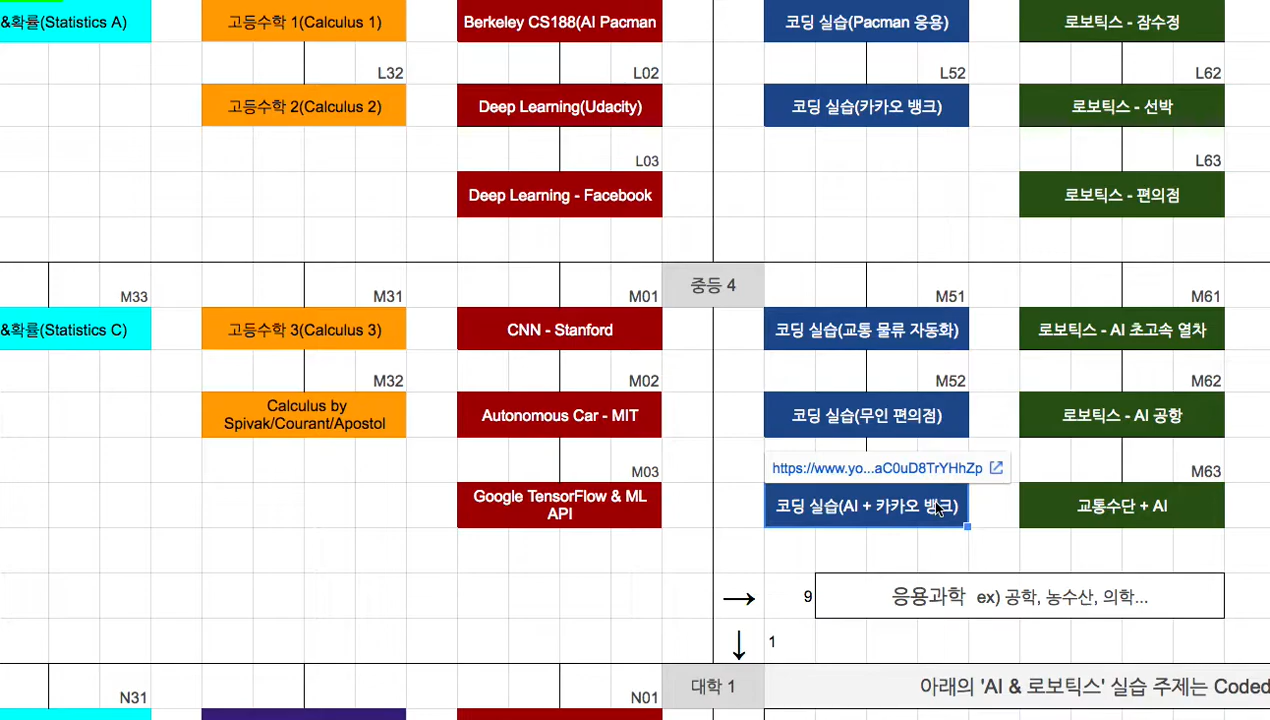 &확률(Statistics A)
고등수학 1(Calculus 1)
Berkeley CS188(AI Pacman
코딩 실습(Pacman 응용)
로보틱스 - 잠수정
L32
L02
L52
L62
고등수학 2(Calculus 2)
Deep Learning(Udacity)
코딩 실습(카카오 뱅크)
로보틱스 - 선박
L03
L63
Deep Learning - Facebook
로보틱스 - 편의점
중등 4
M33
M31
M01
M51
M61
&확률(Statistics C)
고등수학 3(Calculus 3)
CNN - Stanford
코딩 실습(교통 물류 자동화)
로보틱스 - AI 초고속 열차
M32
M02
M52
M62
Calculus by
Spivak/Courant/Apostol
Autonomous Car - MIT
코딩 실습(무인 편의점)
로보틱스 - AI 공항
M03
https://www.yo...aC0uD8TrYHhZp
M63
Google TensorFlow & ML
API
코딩 실습(AI + 카카오 뱅크)
교통수단 + AI
→
9
응용과학 ex) 공학, 농수산, 의학...
↓
1
N31
N01
대학 1
아래의 'AI & 로보틱스' 실습 주제는 Coded